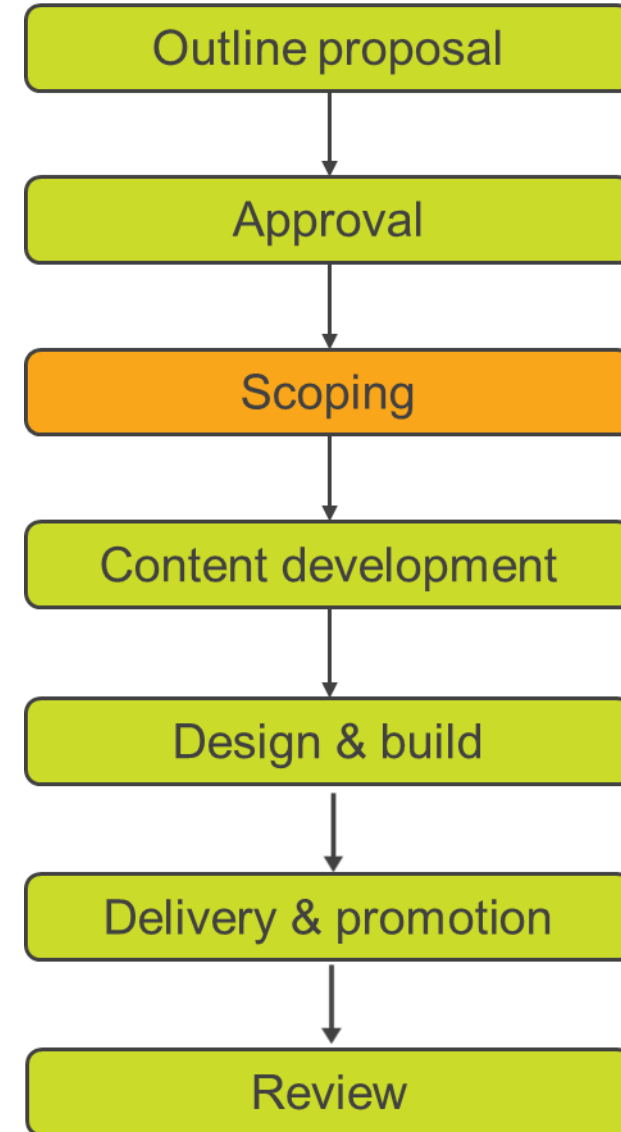 Outline proposal
Approval
Scoping
Content development
Design & build
Delivery & promotion
Review